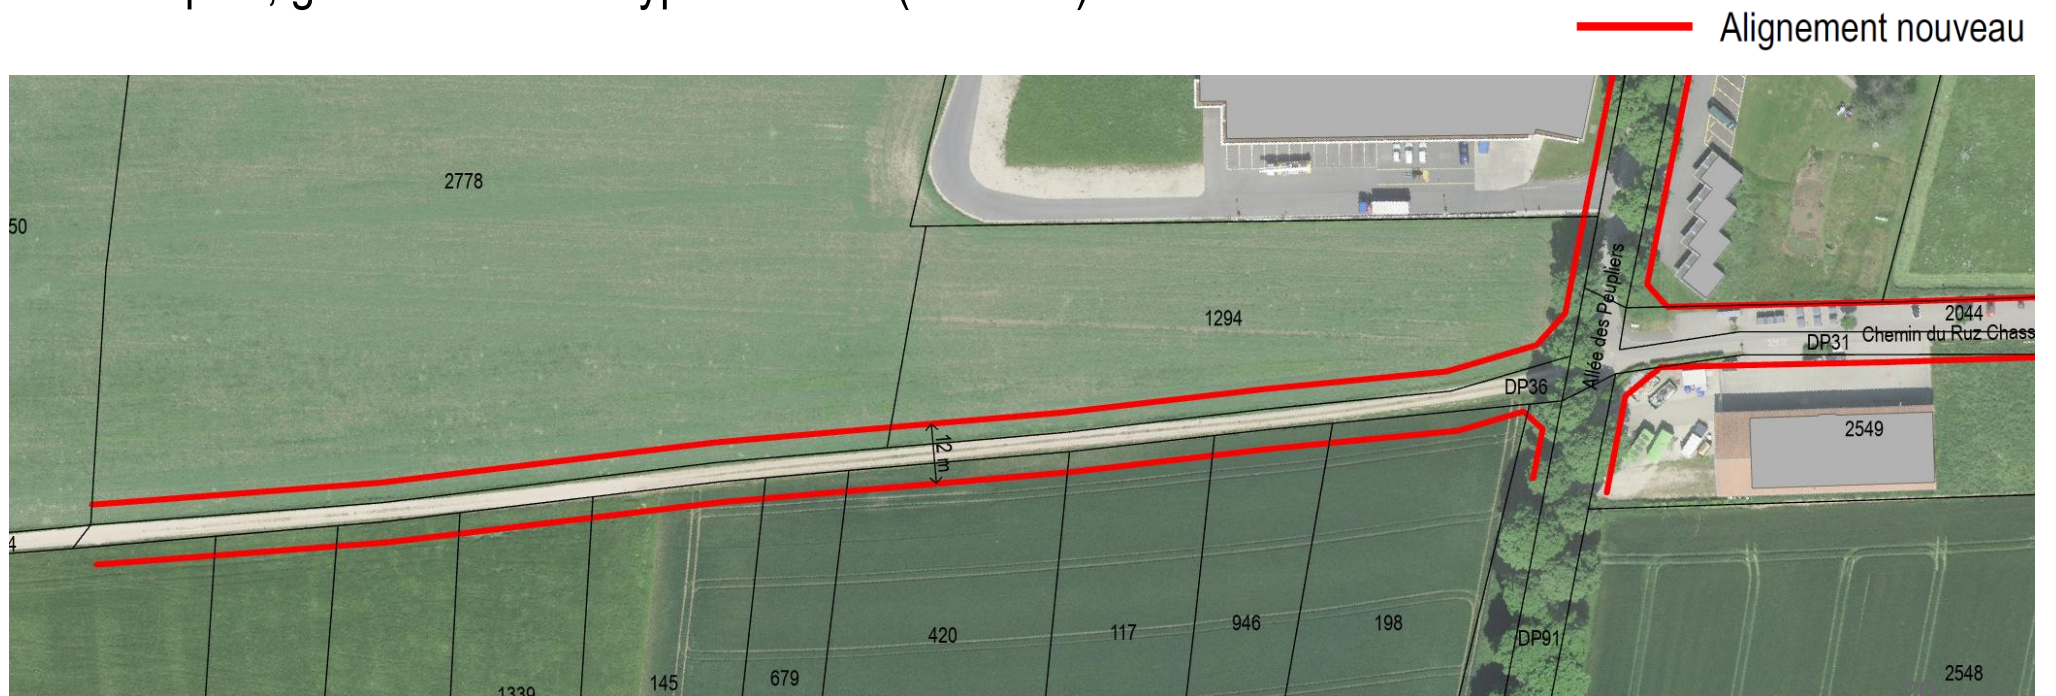 Alignement nouveau
2778
50
1294
Allée des Peupliers
2044
Chemin du Ruz Chass
DP31
DP36
12 m
2549
4
420
117
946
198
DP91
145
679
1339
2548